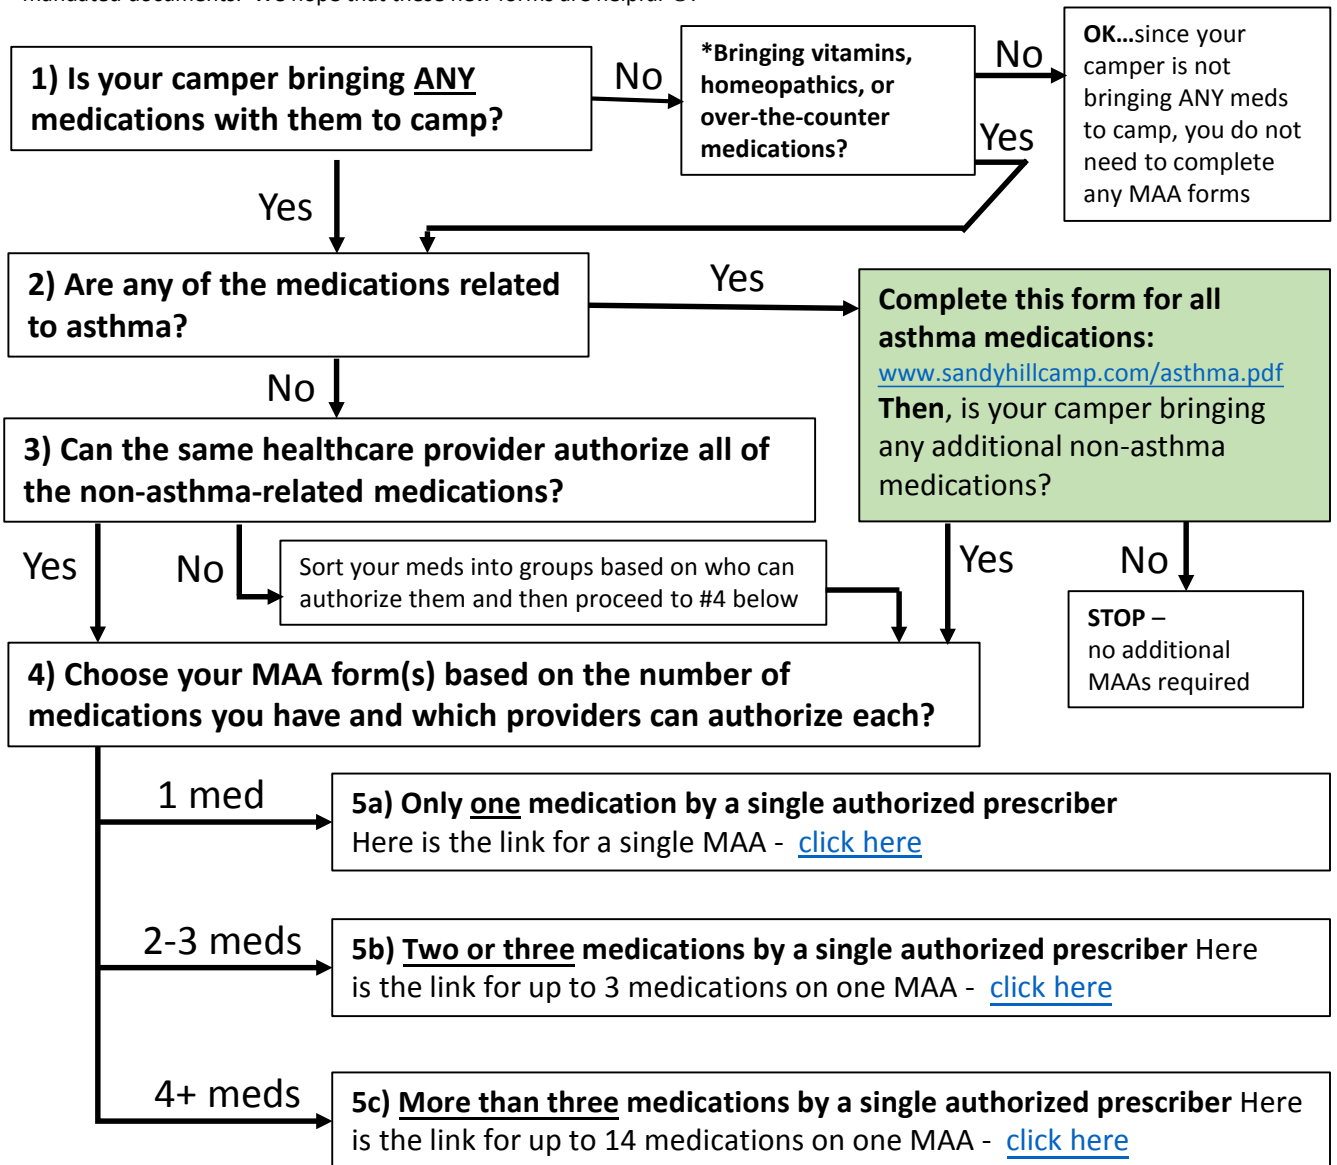 mandated documents. We hope that these new forms are helpful ☺.
1) Is your camper bringing ANY
medications with them to camp?
No
*Bringing vitamins,
homeopathics, or
over-the-counter
medications?
No
Yes
OK...since your
camper is not
bringing ANY meds
to camp, you do not
need to complete
any MAA forms
Yes
2) Are any of the medications related
to asthma?
Yes
Complete this form for all
asthma medications:
www.sandyhillcamp.com/asthma.pdf
Then, is your camper bringing
any additional non-asthma
medications?
No
3) Can the same healthcare provider authorize all of
the non-asthma-related medications?
Yes
No
Sort your meds into groups based on who can
authorize them and then proceed to #4 below
Yes
No
STOP –
no additional
MAAs required
4) Choose your MAA form(s) based on the number of
medications you have and which providers can authorize each?
1 med
5a) Only one medication by a single authorized prescriber
Here is the link for a single MAA - click here
2-3 meds
5b) Two or three medications by a single authorized prescriber Here
is the link for up to 3 medications on one MAA - click here
4+ meds
5c) More than three medications by a single authorized prescriber Here
is the link for up to 14 medications on one MAA - click here